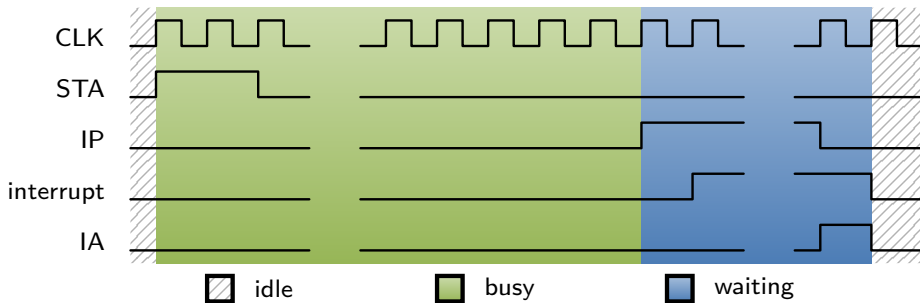 CLK
STA
IP
interrupt
IA
idle busy waiting